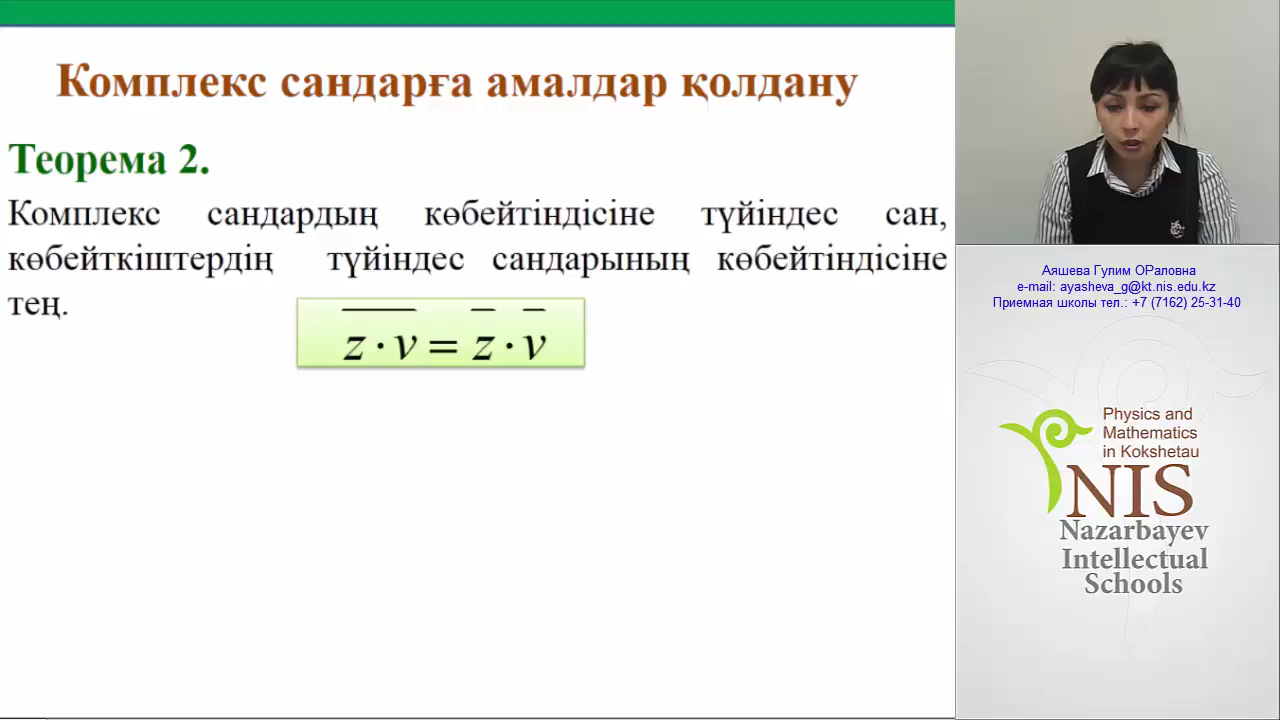 Комплекс сандарға амалдар қолдану
Теорема 2.
Комплекс сандардың көбейтіндісіне түйіндес сан,
көбейткіштердің түйіндес сандарының көбейтіндісіне
тең.
z̅ ·̅ v̅ = z̅ · v̅
Аяшева Гулим ОРаловна
e-mail: ayasheva_g@kt.nis.edu.kz
Приемная школы тел.: +7 (7162) 25-31-40
Physics and
Mathematics
in Kokshetau
NIS
Nazarbayev
Intellectual
Schools